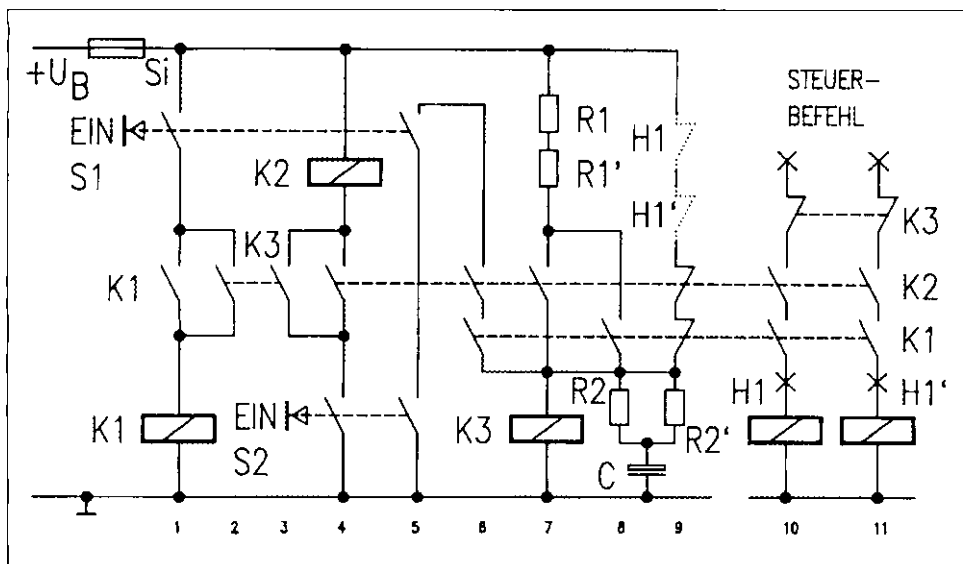 +UB
Si
STEUER-
BEFEHL
EIN
S1
K2
R1
R1'
H1
H1'
K3
K3
K1
K2
K1
K1
EIN
S2
K3
R2
R2'
C
H1
H1'
1 2 3 4 5 6 7 8 9 10 11